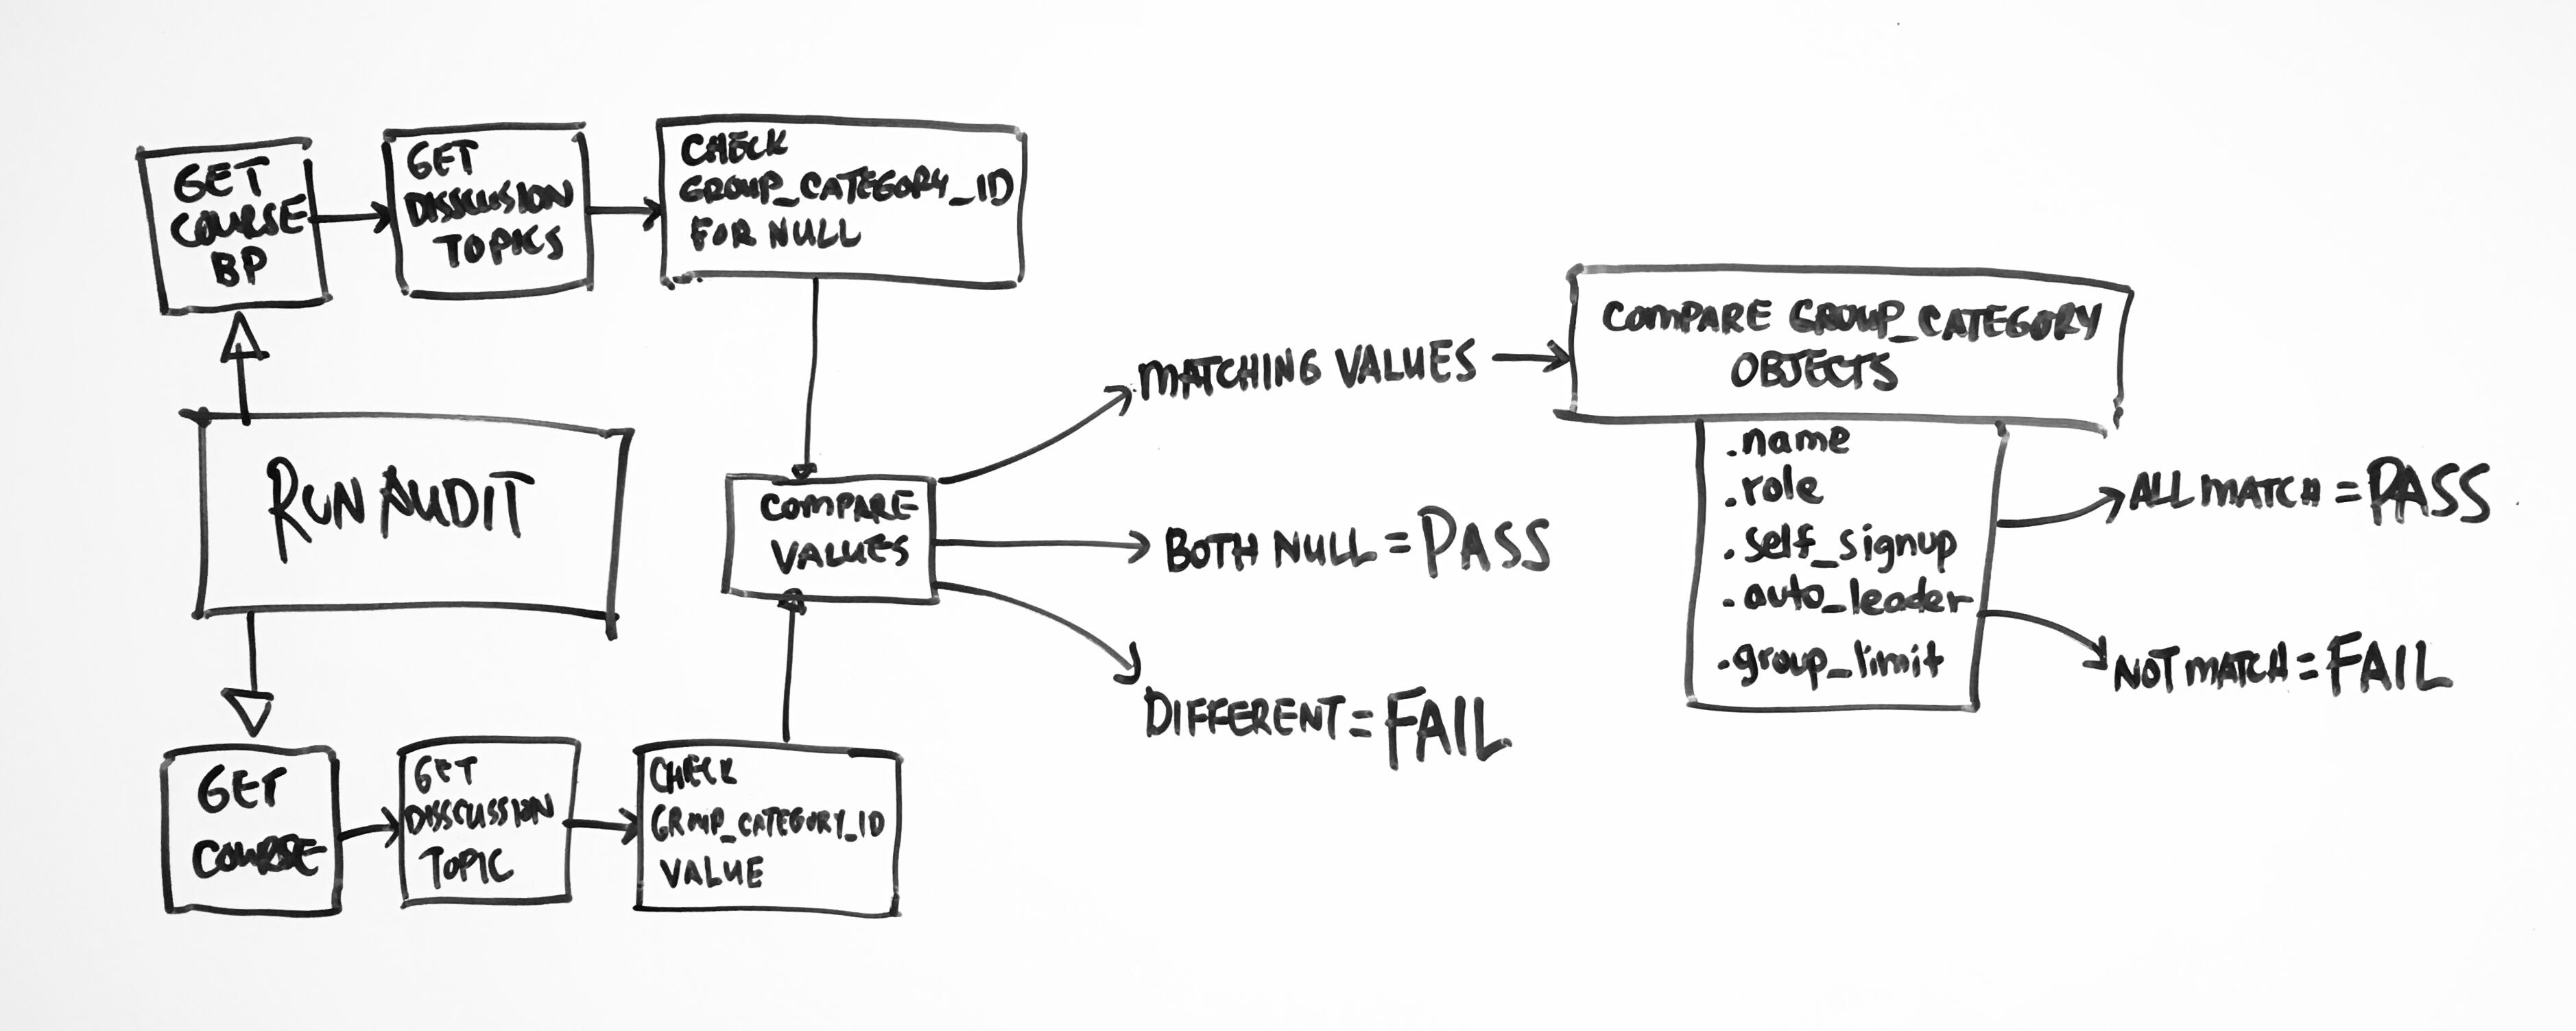 GET
COURSE
BP
GET
DISSCUSION
TOPICS
CHECK
GROUP_CATEGORY_ID
FOR NULL
RUN AUDIT
COMPARE
VALUES
MATCHING VALUES
BOTH NULL = PASS
DIFFERENT = FAIL
COMPARE GROUP_CATEGORY
OBJECTS
.name
.role
.self_signup
.auto_leader
.group_limit
ALL MATCH = PASS
NOT MATCH = FAIL
GET
COURSE
GET
DISSCUSSION
TOPIC
CHECK
GROUP_CATEGORY_ID
VALUE